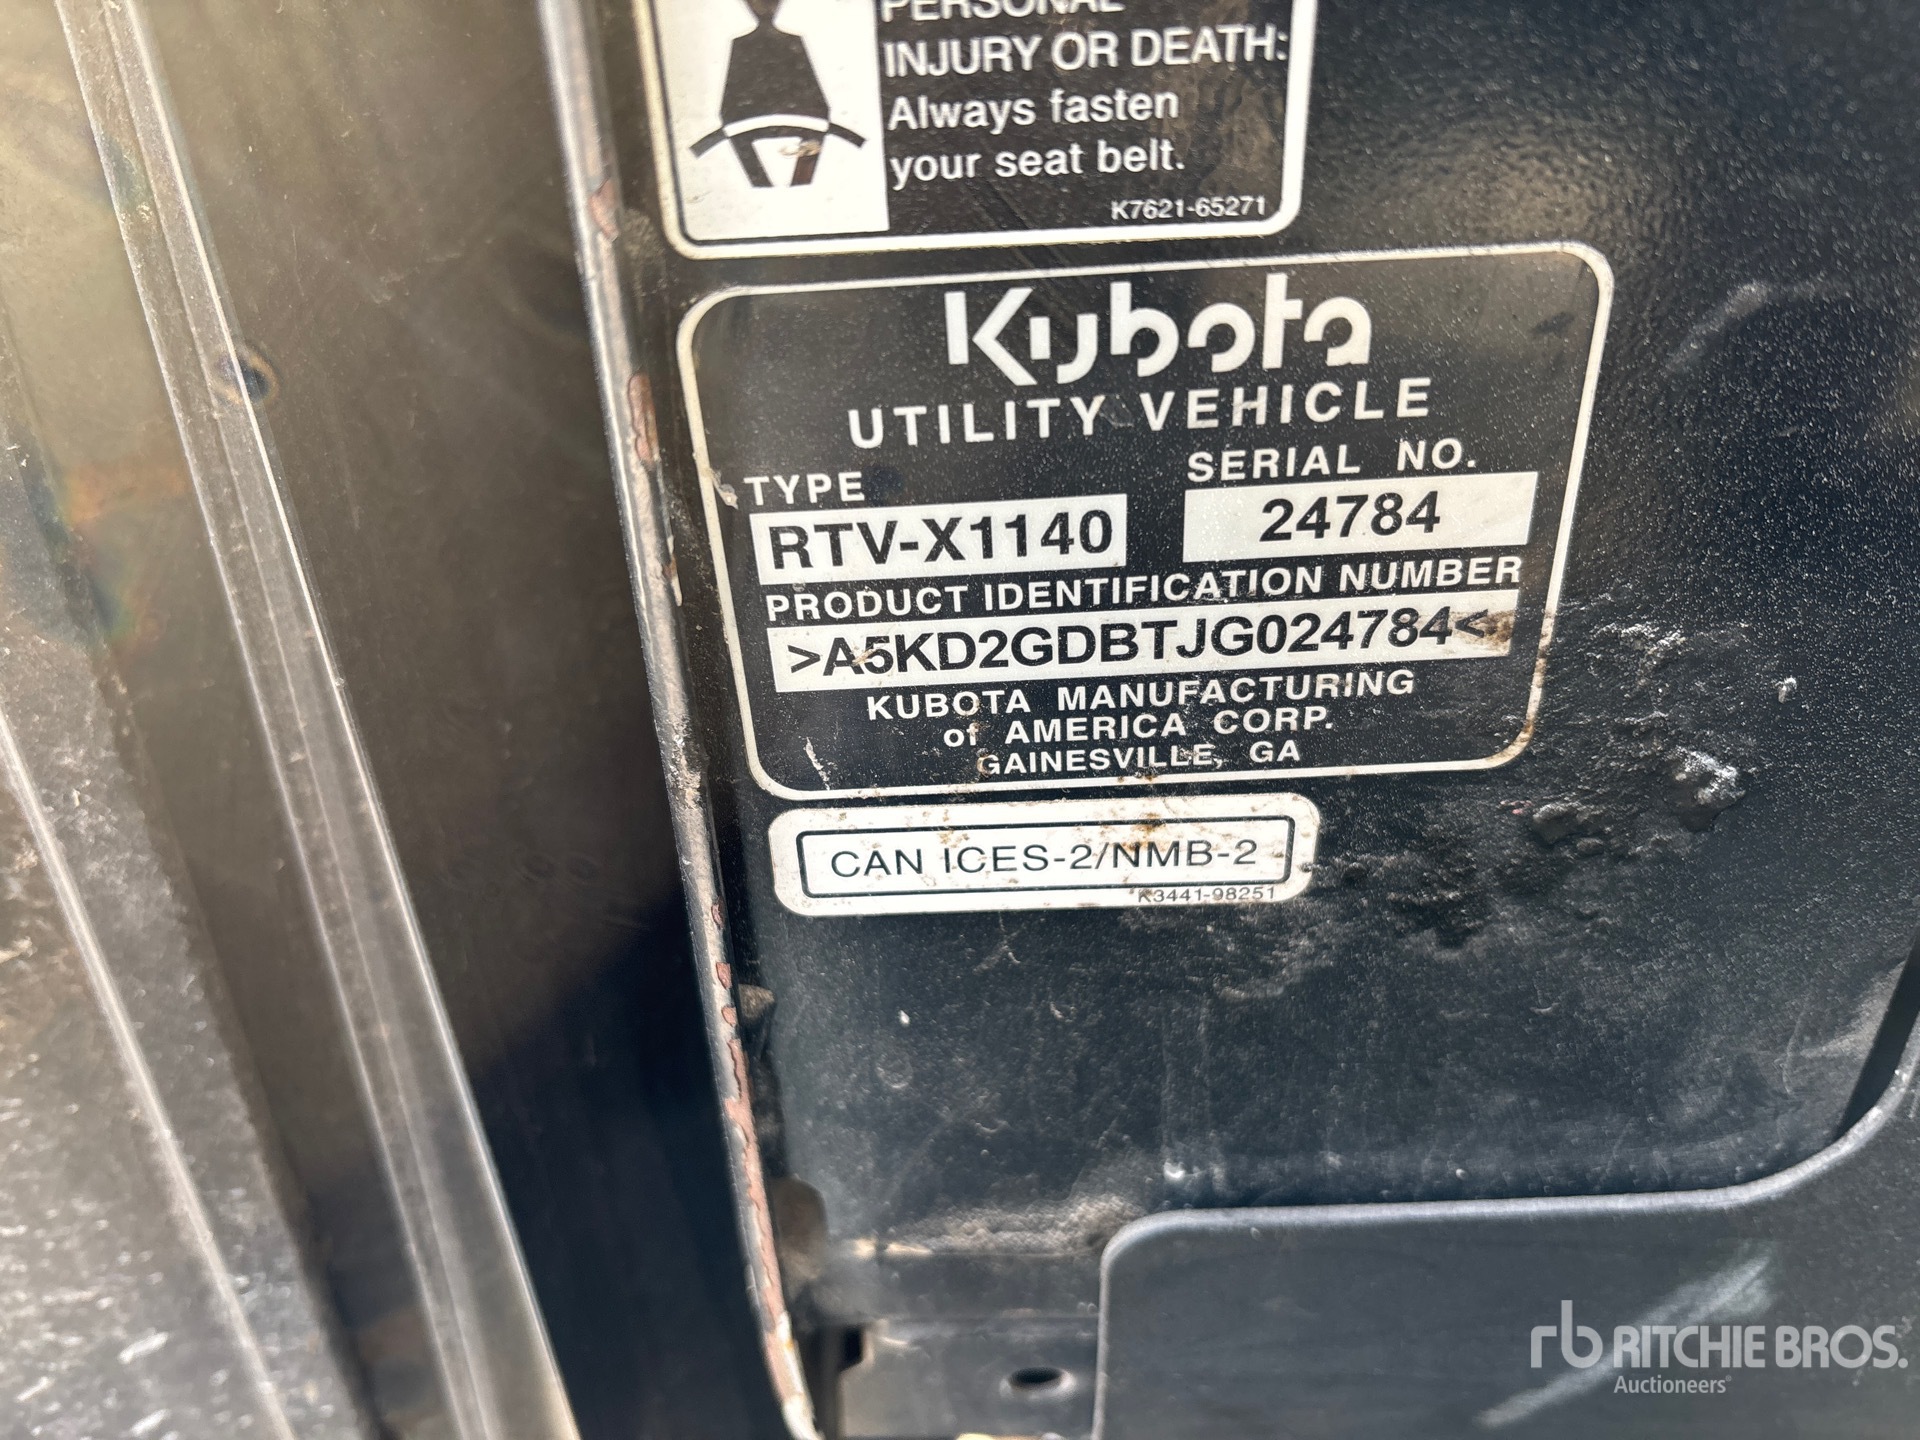 PERSONAL
INJURY OR DEATH:
Always fasten
your seat belt.
K7621-65271
Kubota
UTILITY VEHICLE
TYPE
SERIAL NO.
RTV-X1140
24784
PRODUCT IDENTIFICATION NUMBER
>A5KD2GDBTJG024784<
KUBOTA MANUFACTURING
of AMERICA CORP.
GAINESVILLE, GA
CAN ICES-2/NMB-2
K3441-98251
rb RITCHIE BROS.
Auctioneers